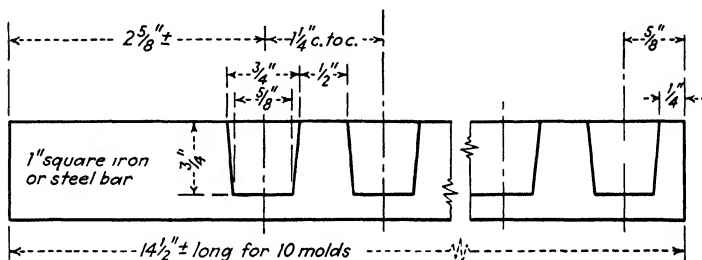 2 5/8"±
1 1/4" c. to c.
5/8"
3/4"
1/2"
1/4"
5/8"
3/4"
1" square iron
or steel bar
14 1/2"± long for 10 molds